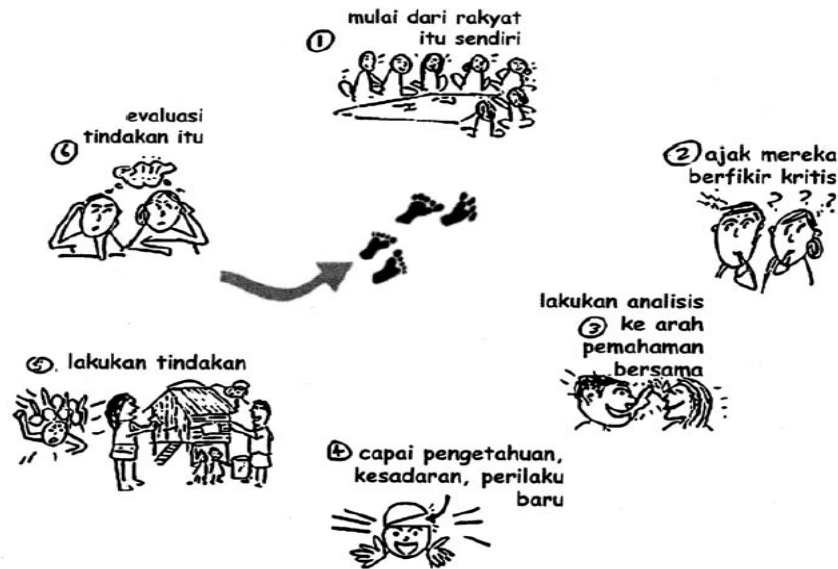 ① mulai dari rakyat
itu sendiri
② ajak mereka
berfikir kritis
? ? ?
lakukan analisis
③ ke arah
pemahaman
bersama
④ capai pengetahuan,
kesadaran, perilaku
baru
⑤. lakukan tindakan
⑥ evaluasi
tindakan itu